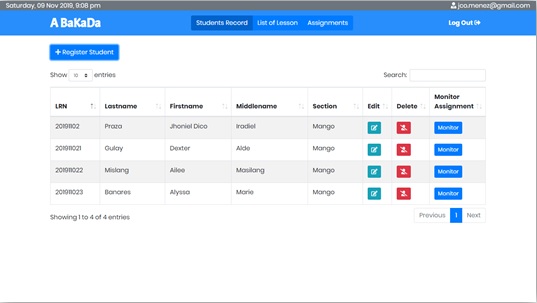 Saturday, 09 Nov 2019, 9:08 pm jca.menez@gmail.com
A BaKaDa Students Record List of Lesson Assignments Log Out
+ Register Student
Show 10 entries Search:
LRN Lastname Firstname Middlename Section Edit Delete Monitor Assignment
20191102 Praza Jhoniel Dico Iradiel Mango Monitor
201911021 Gulay Dexter Alde Mango Monitor
201911022 Mislang Ailee Masilang Mango Monitor
201911023 Banares Alyssa Marie Mango Monitor
Showing 1 to 4 of 4 entries Previous 1 Next